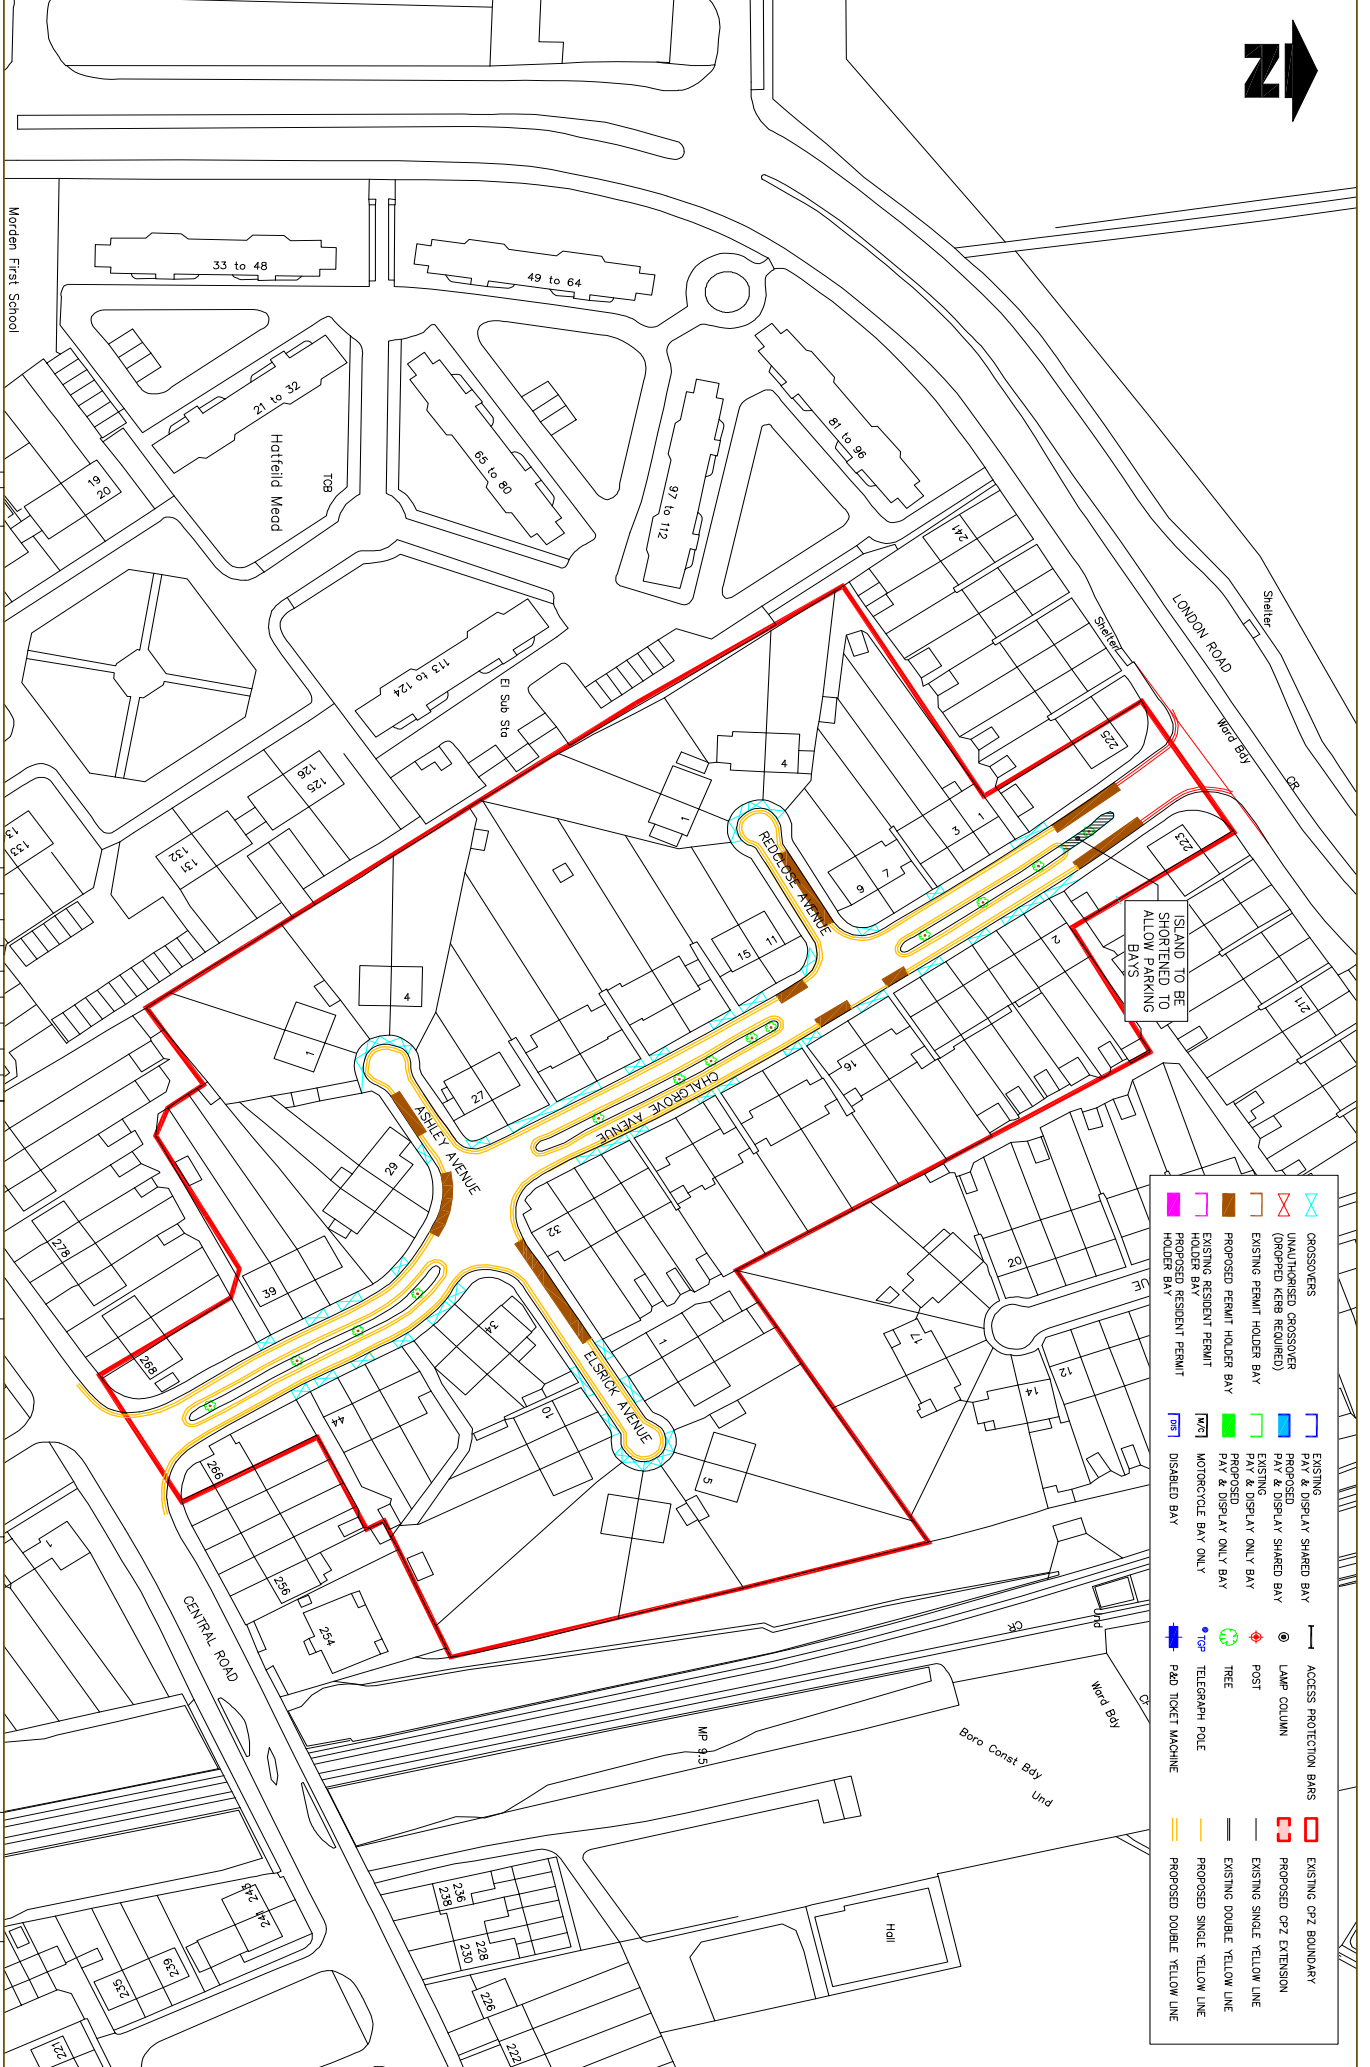 N
Morden First School
33 to 48
49 to 64
21 to 32
65 to 80
81 to 96
97 to 112
Hatfeild Mead
TCB
19
20
113 to 124
El Sub Sta
241
Shelter
Shelter
LONDON ROAD
Ward Bdy
CR
225
223
211
126
125
132
131
133
4
1
REDCLOSE AVENUE
3
1
9
7
15
11
2
16
ISLAND TO BE
SHORTENED TO
ALLOW PARKING
BAYS
CHALGROVE AVENUE
4
1
27
ASHLEY AVENUE
29
32
39
278
268
34
1
ELSRICK AVENUE
10
5
44
266
256
254
CENTRAL ROAD
1
20
17
14
12
UE
Und
CR
Ward Bdy
Boro Const Bdy
Und
MP 9.5
Hall
236
238
228
230
226
222
243
241
239
235
221
CROSSOVERS
UNAUTHORISED CROSSOVER
(DROPPED KERB REQUIRED)
EXISTING PERMIT HOLDER BAY
PROPOSED PERMIT HOLDER BAY
EXISTING RESIDENT PERMIT
HOLDER BAY
PROPOSED RESIDENT PERMIT
HOLDER BAY
EXISTING
PAY & DISPLAY SHARED BAY
PROPOSED
PAY & DISPLAY SHARED BAY
EXISTING
PAY & DISPLAY ONLY BAY
PROPOSED
PAY & DISPLAY ONLY BAY
M/C MOTORCYCLE BAY ONLY
DIS DISABLED BAY
ACCESS PROTECTION BARS
LAMP COLUMN
POST
TREE
TGP TELEGRAPH POLE
P&D TICKET MACHINE
EXISTING CPZ BOUNDARY
PROPOSED CPZ EXTENSION
EXISTING SINGLE YELLOW LINE
EXISTING DOUBLE YELLOW LINE
PROPOSED SINGLE YELLOW LINE
PROPOSED DOUBLE YELLOW LINE